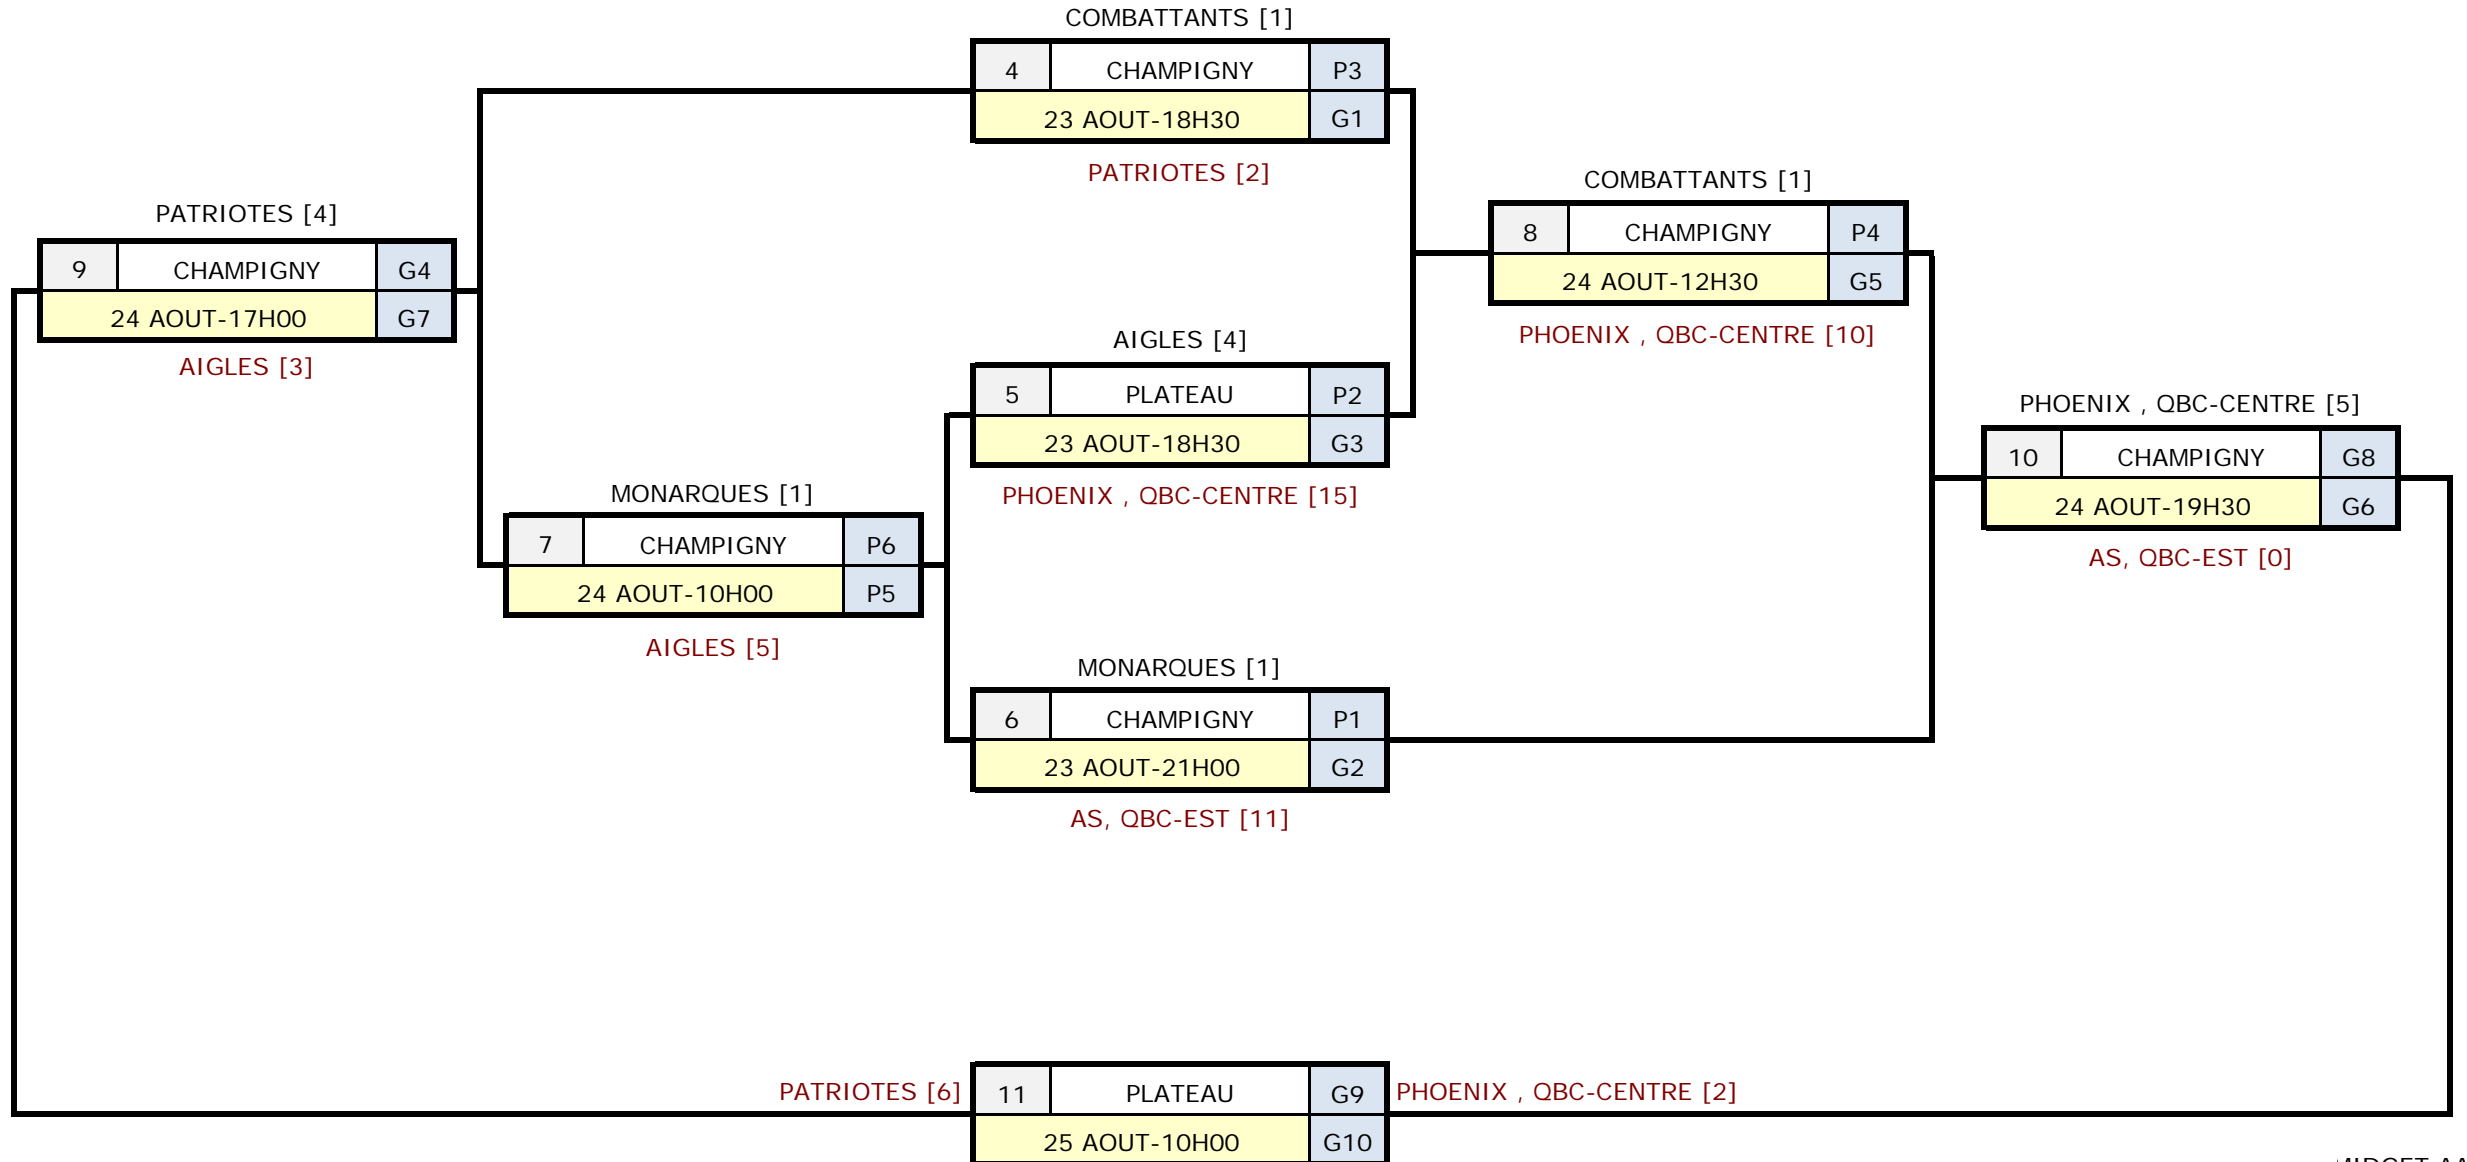 COMBATTANTS [1]
4 CHAMPIGNY P3
23 AOUT-18H30 G1
PATRIOTES [2]
COMBATTANTS [1]
8 CHAMPIGNY P4
24 AOUT-12H30 G5
PHOENIX , QBC-CENTRE [10]
PATRIOTES [4]
9 CHAMPIGNY G4
24 AOUT-17H00 G7
AIGLES [3]
AIGLES [4]
5 PLATEAU P2
23 AOUT-18H30 G3
PHOENIX , QBC-CENTRE [15]
PHOENIX , QBC-CENTRE [5]
10 CHAMPIGNY G8
24 AOUT-19H30 G6
AS, QBC-EST [0]
MONARQUES [1]
7 CHAMPIGNY P6
24 AOUT-10H00 P5
AIGLES [5]
MONARQUES [1]
6 CHAMPIGNY P1
23 AOUT-21H00 G2
AS, QBC-EST [11]
PATRIOTES [6] 11 PLATEAU G9 PHOENIX , QBC-CENTRE [2]
25 AOUT-10H00 G10